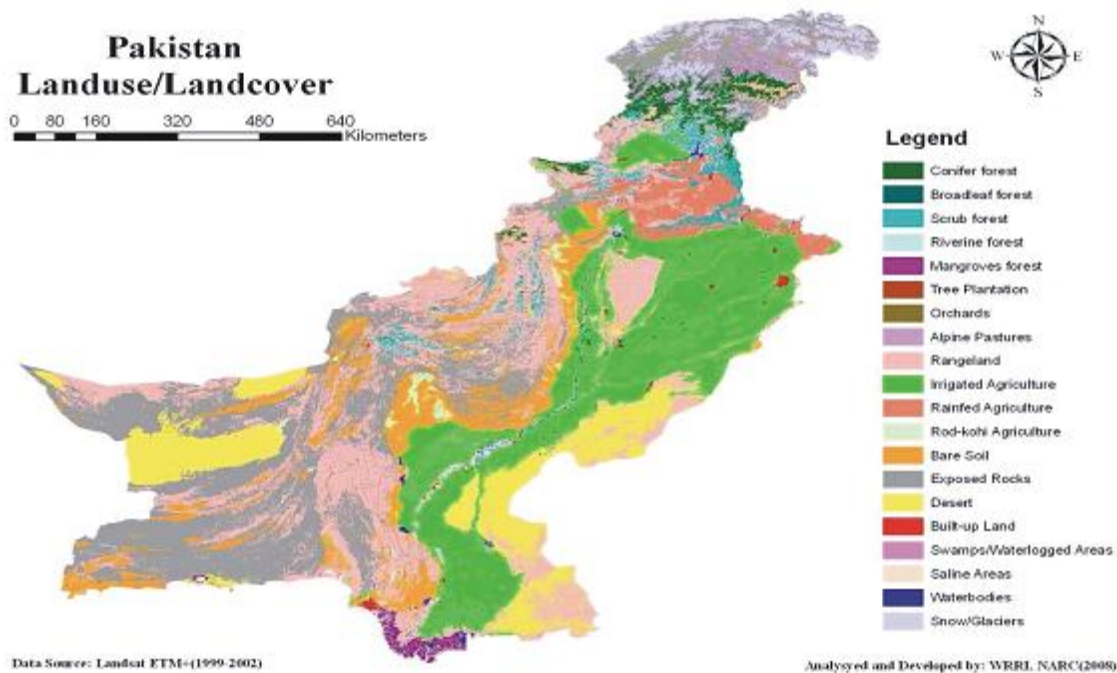 Pakistan
Landuse/Landcover
0 80 160 320 480 640
Kilometers
N
W E
S
Legend
Conifer forest
Broadleaf forest
Scrub forest
Riverine forest
Mangroves forest
Tree Plantation
Orchards
Alpine Pastures
Rangeland
Irrigated Agriculture
Rainfed Agriculture
Rod-kohi Agriculture
Bare Soil
Exposed Rocks
Desert
Built-up Land
Swamps/Waterlogged Areas
Saline Areas
Waterbodies
Snow/Glaciers
Data Source: Landsat ETM+(1999-2002)
Analysyed and Developed by: WRRI, NARC(2008)